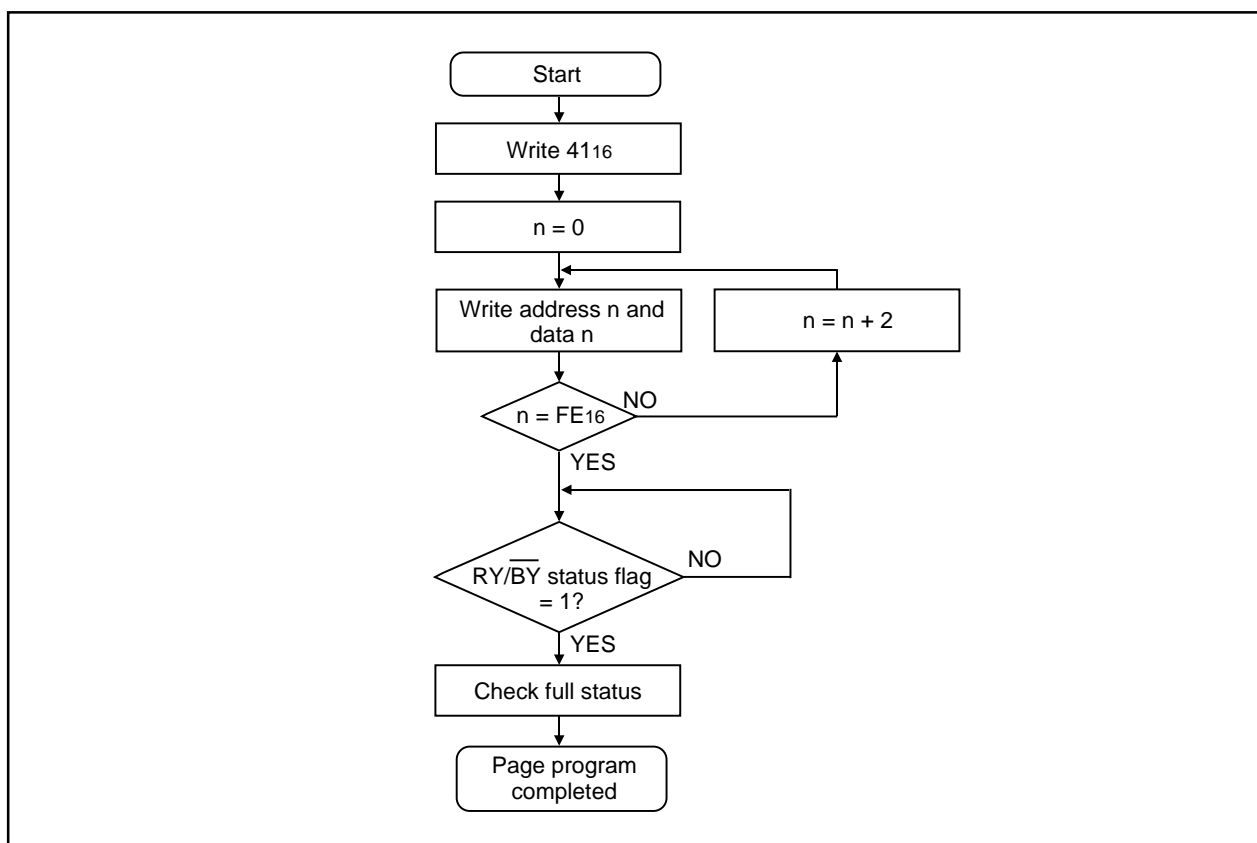 Start
Write 4116
n = 0
Write address n and
data n
n = n + 2
n = FE16
NO
YES
RY/B̅Y̅ status flag
= 1?
NO
YES
Check full status
Page program
completed